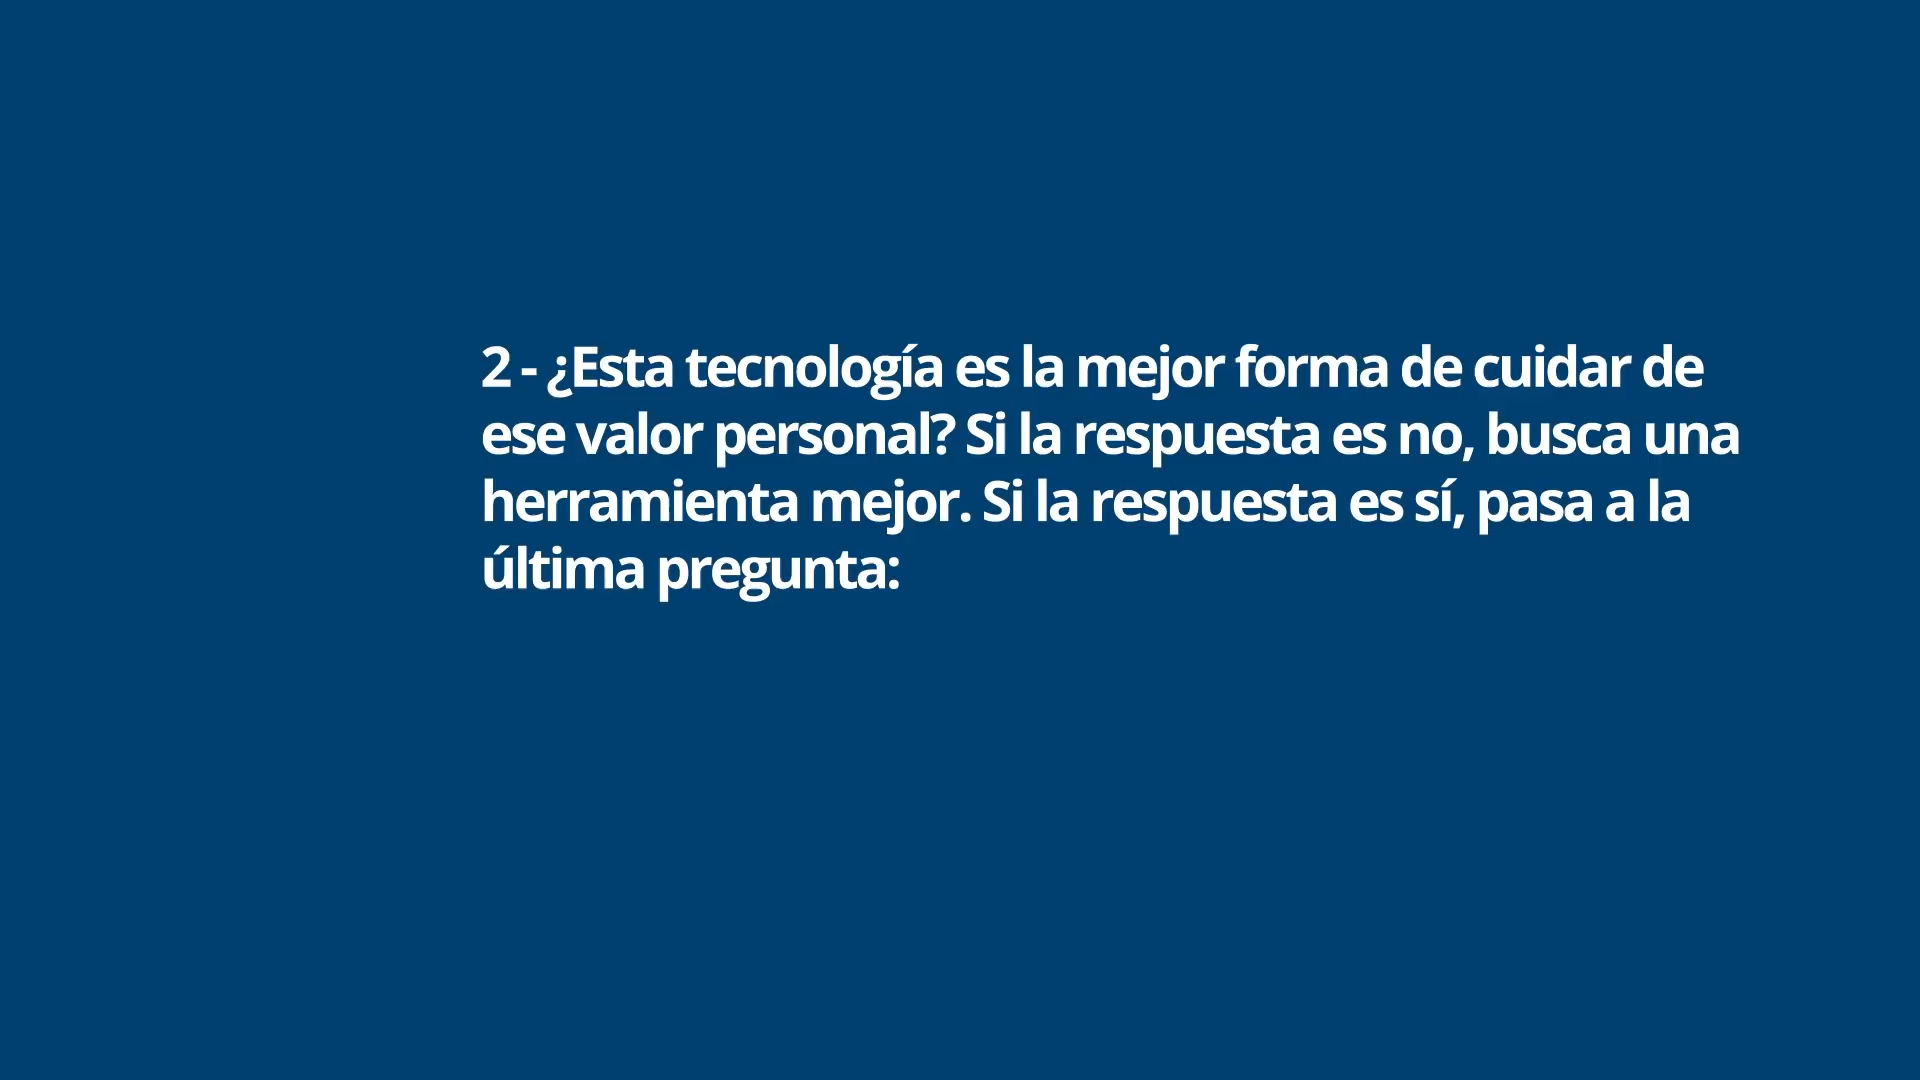 2 - ¿Esta tecnología es la mejor forma de cuidar de
ese valor personal? Si la respuesta es no, busca una
herramienta mejor. Si la respuesta es sí, pasa a la
última pregunta: